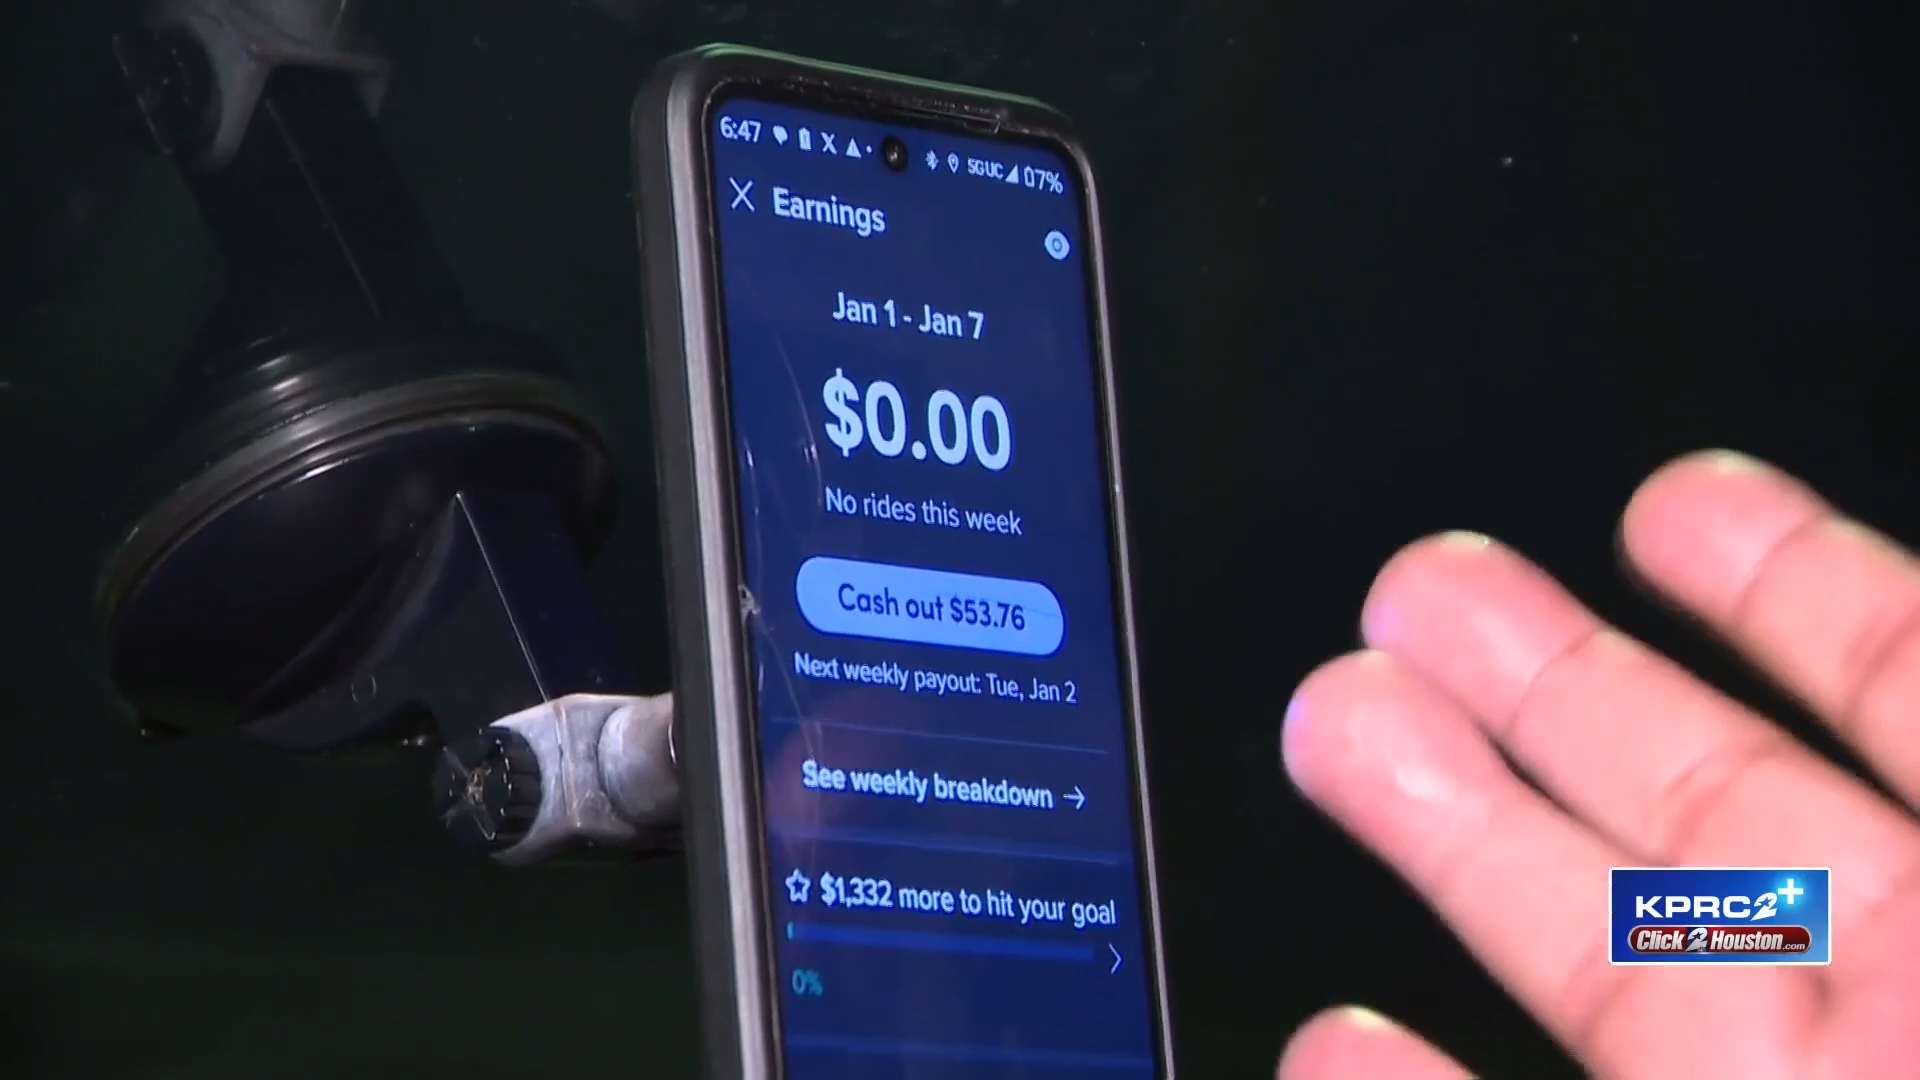 6:47 X 5G UC 07%
X Earnings
Jan 1 - Jan 7
$0.00
No rides this week
Cash out $53.76
Next weekly payout: Tue, Jan 2
See weekly breakdown →
$1,332 more to hit your goal
0%
KPRC2+
Click2Houston.com